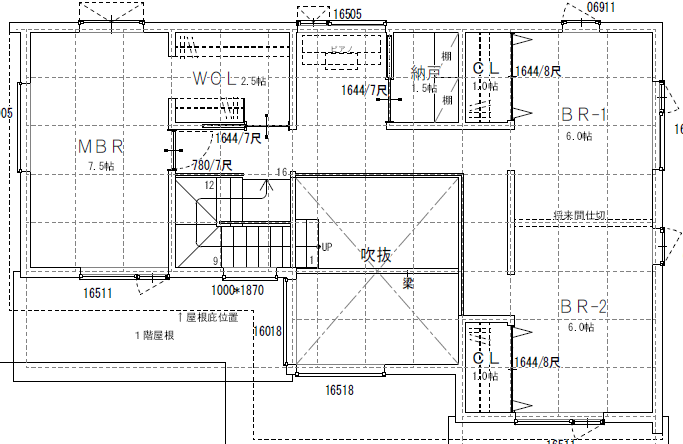 16505
06911
ピアノ
棚
WCL 2.5帖
納戸
1.5帖
棚
CL
1.0帖
1644/8尺
1644/7尺
BR-1
6.0帖
1644/7尺
MBR
7.5帖
780/7尺
12
16
将来間仕切
9
1
UP
吹抜
梁
16511
1000*1870
BR-2
6.0帖
1屋根庇位置
1階屋根
16018
CL
1.0帖
1644/8尺
16518